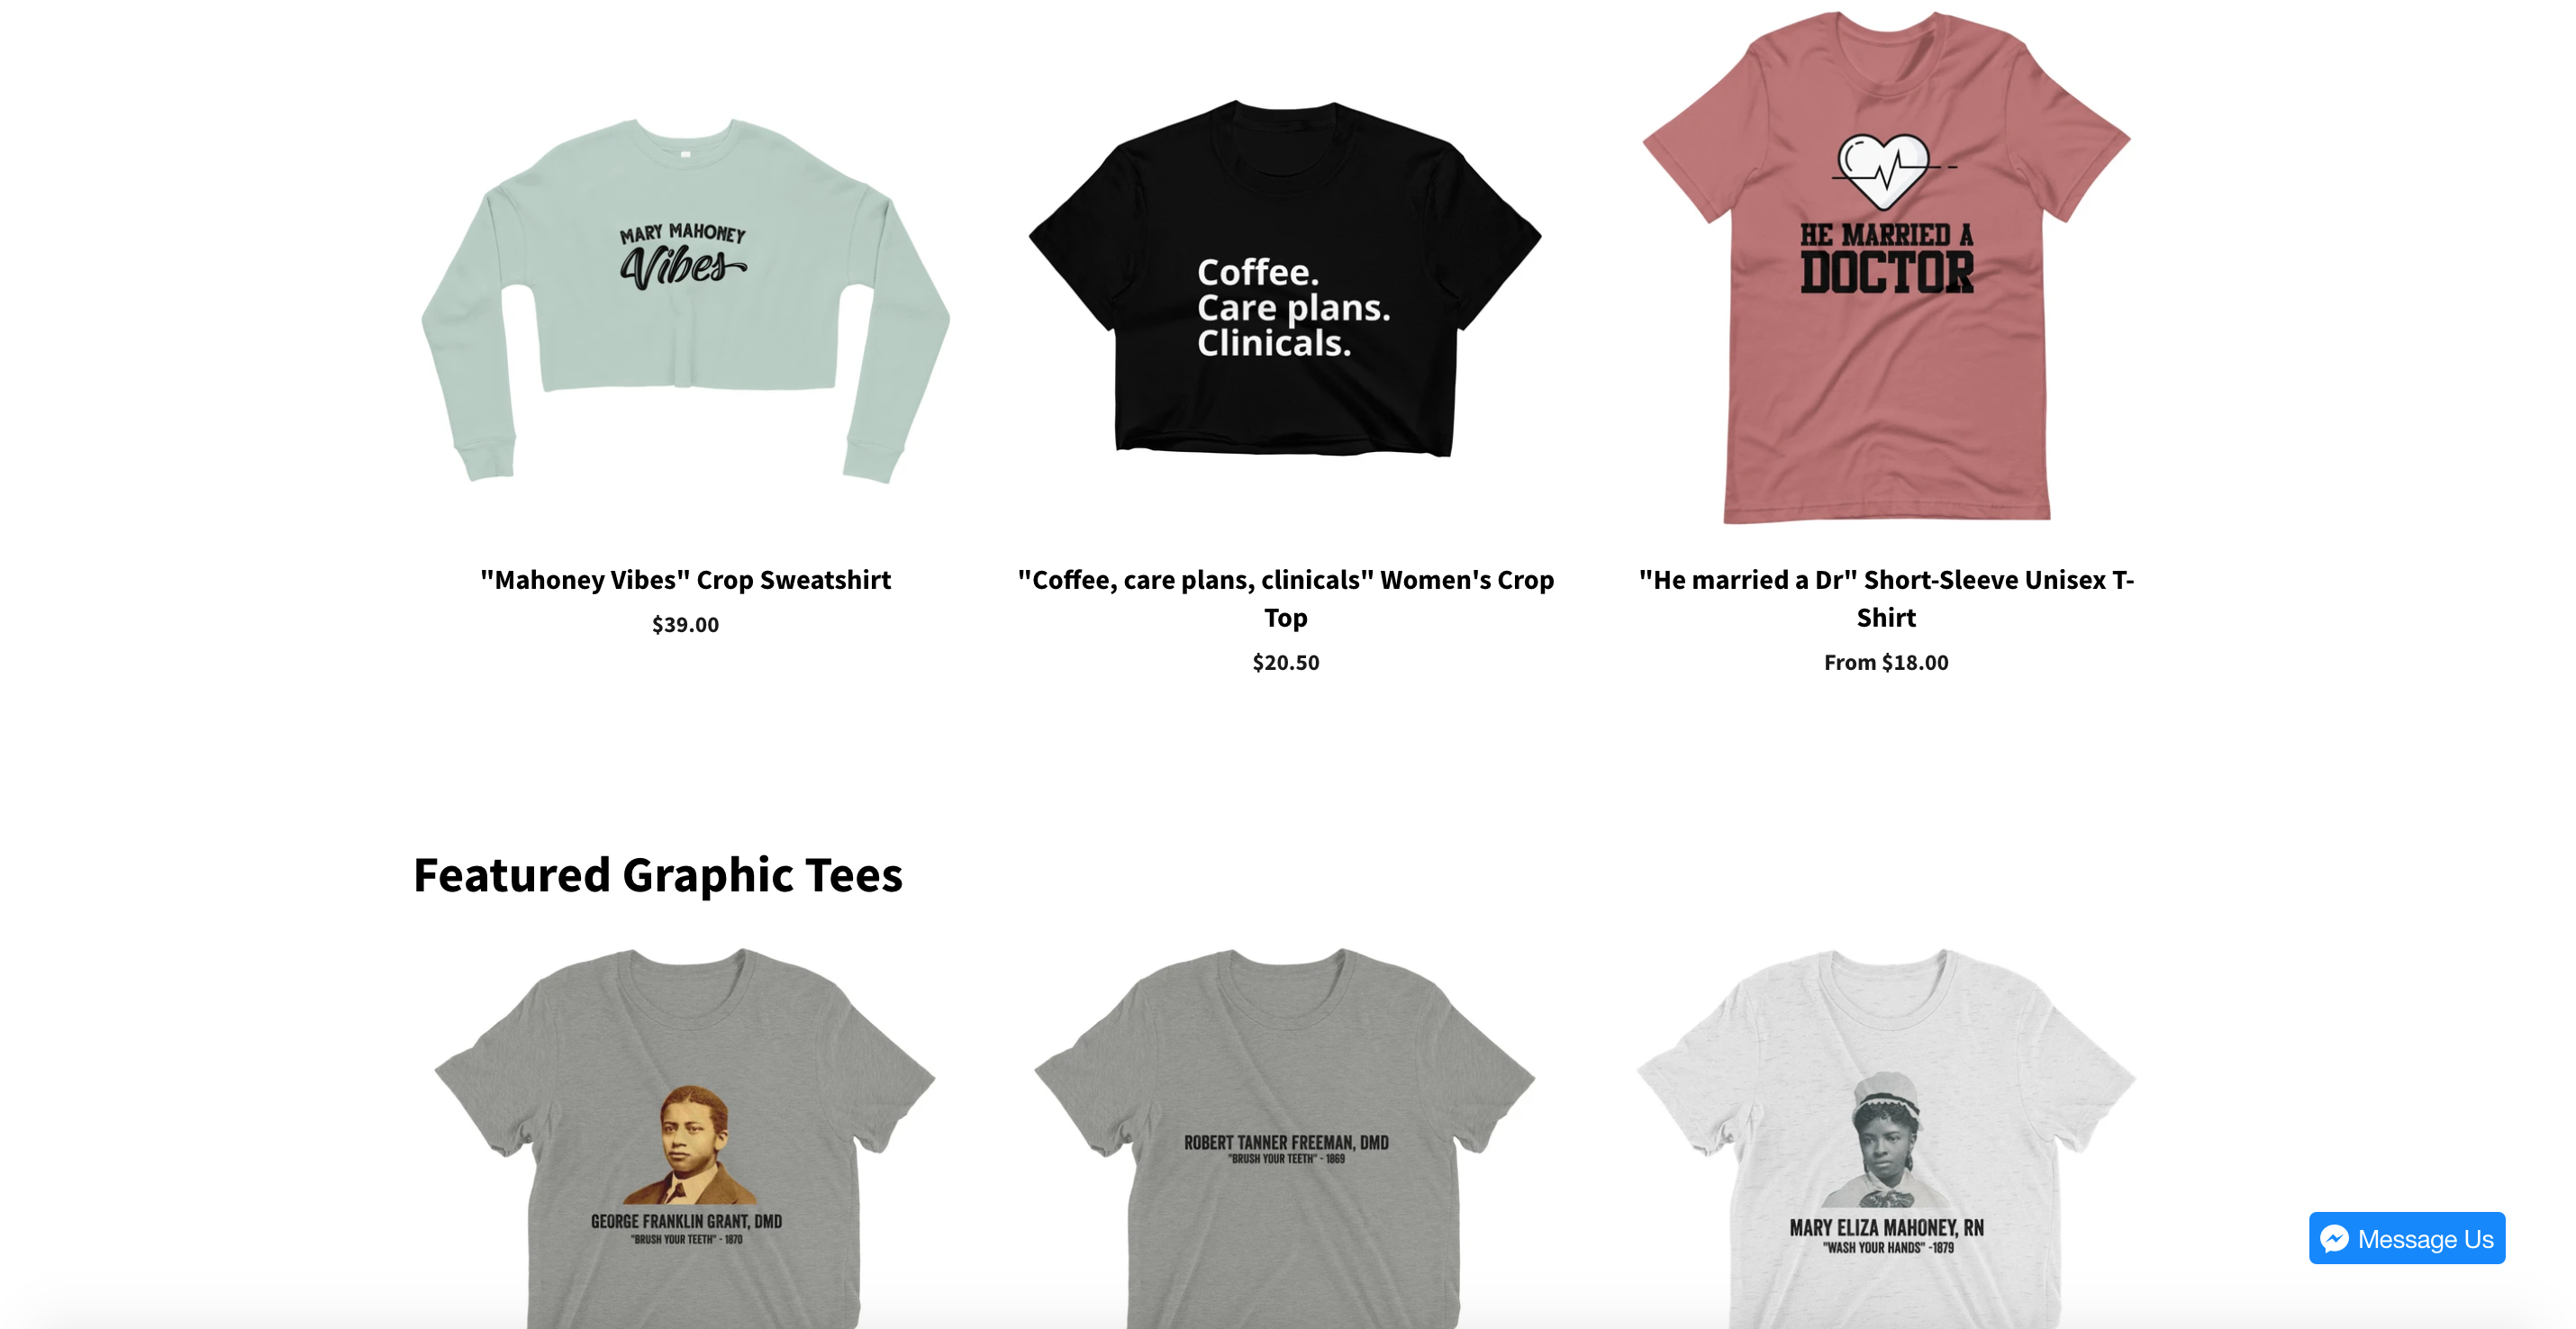 MARY MAHONEY
Vibes
Coffee.
Care plans.
Clinicals.
HE MARRIED A
DOCTOR
"Mahoney Vibes" Crop Sweatshirt
$39.00
"Coffee, care plans, clinicals" Women's Crop
Top
$20.50
"He married a Dr" Short-Sleeve Unisex T-
Shirt
From $18.00
Featured Graphic Tees
GEORGE FRANKLIN GRANT, DMD
"BRUSH YOUR TEETH" - 1870
ROBERT TANNER FREEMAN, DMD
"BRUSH YOUR TEETH" - 1869
MARY ELIZA MAHONEY, RN
"WASH YOUR HANDS" -1879
Message Us